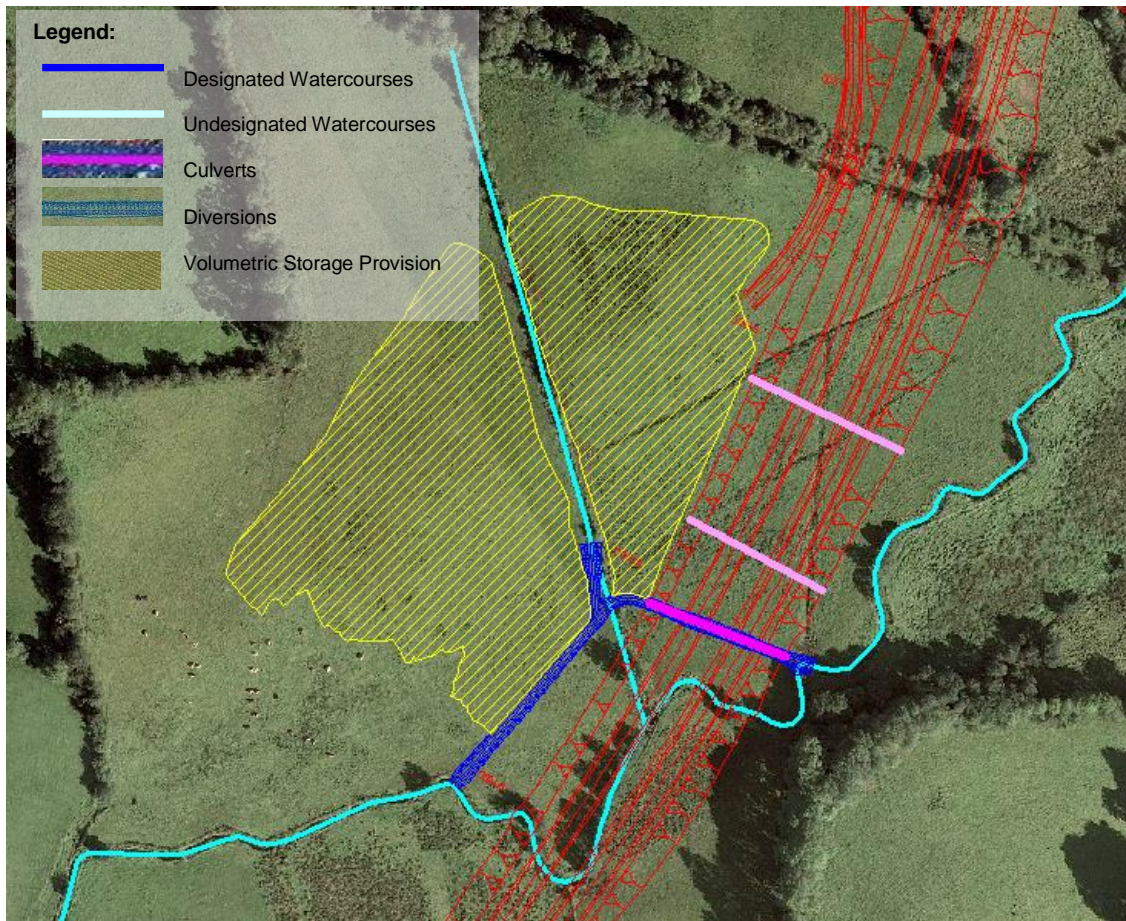 Legend:
Designated Watercourses
Undesignated Watercourses
Culverts
Diversions
Volumetric Storage Provision